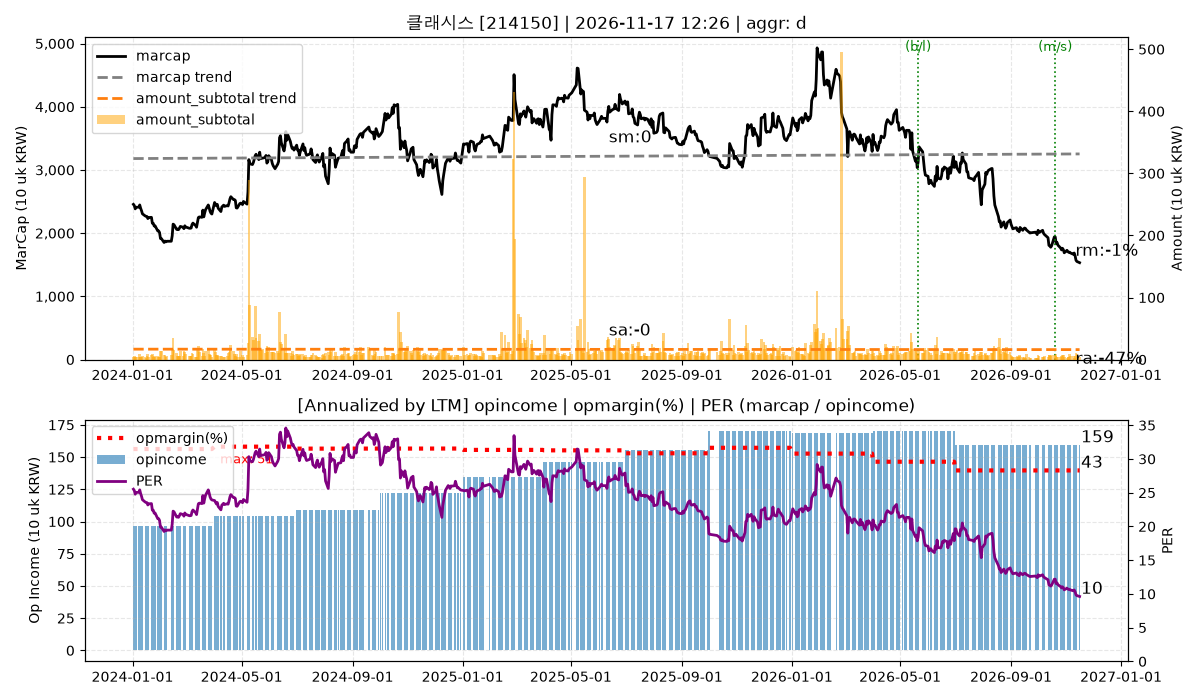 클래시스 [214150] | 2026-11-17 12:26 | aggr: d
MarCap (10 uk KRW)
5,000
4,000
3,000
2,000
1,000
0
marcap
marcap trend
amount_subtotal trend
amount_subtotal
(b/l)
(m/s)
sm:0
rm:-1%
sa:-0
ra:-47%
500
400
300
200
100
0
Amount (10 uk KRW)
2024-01-01 2024-05-01 2024-09-01 2025-01-01 2025-05-01 2025-09-01 2026-01-01 2026-05-01 2026-09-01 2027-01-01
[Annualized by LTM] opincome | opmargin(%) | PER (marcap / opincome)
Op Income (10 uk KRW)
175
150
125
100
75
50
25
0
opmargin(%)
opincome
PER
159
43
10
35
30
25
20
15
10
5
0
PER
2024-01-01 2024-05-01 2024-09-01 2025-01-01 2025-05-01 2025-09-01 2026-01-01 2026-05-01 2026-09-01 2027-01-01